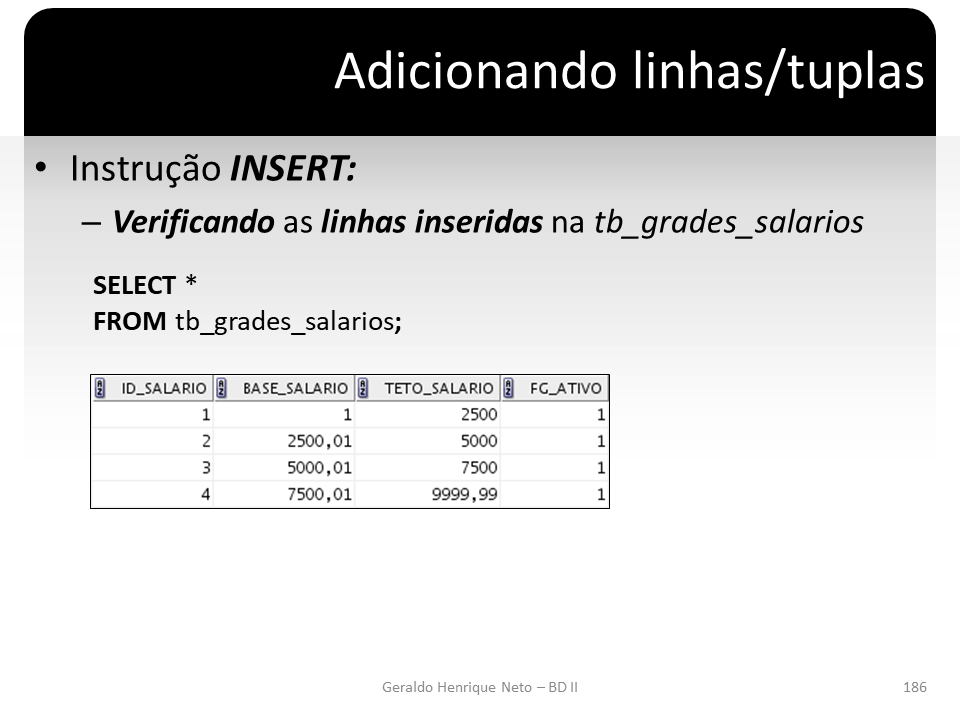 Adicionando linhas/tuplas
• Instrução INSERT:
– Verificando as linhas inseridas na tb_grades_salarios
SELECT *
FROM tb_grades_salarios;
ID_SALARIO BASE_SALARIO TETO_SALARIO FG_ATIVO
1 1 2500 1
2 2500,01 5000 1
3 5000,01 7500 1
4 7500,01 9999,99 1
Geraldo Henrique Neto – BD II 186